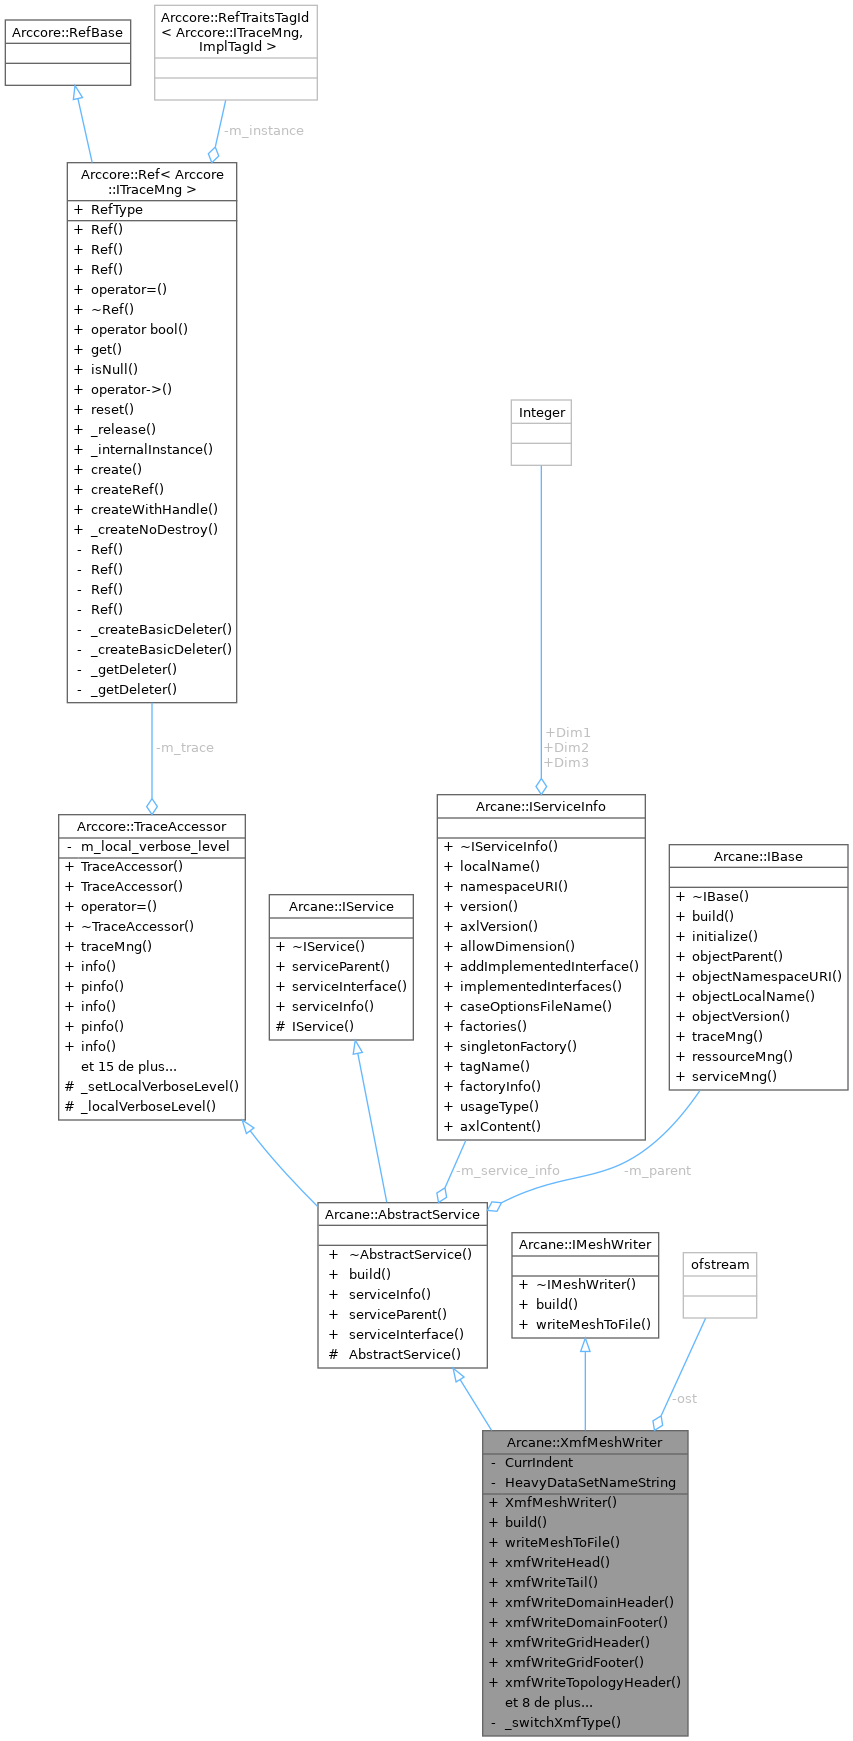 Arccore::RefBase
Arccore::RefTraitsTagId
< Arccore::ITraceMng,
ImplTagId >
-m_instance
Arccore::Ref< Arccore
::ITraceMng >
+ RefType
+ Ref()
+ Ref()
+ Ref()
+ operator=()
+ ~Ref()
+ operator bool()
+ get()
+ isNull()
+ operator->()
+ reset()
+ _release()
+ _internalInstance()
+ create()
+ createRef()
+ createWithHandle()
+ _createNoDestroy()
- Ref()
- Ref()
- Ref()
- Ref()
- _createBasicDeleter()
- _createBasicDeleter()
- _getDeleter()
- _getDeleter()
Integer
-m_trace
+Dim1
+Dim2
+Dim3
Arccore::TraceAccessor
- m_local_verbose_level
+ TraceAccessor()
+ TraceAccessor()
+ operator=()
+ ~TraceAccessor()
+ traceMng()
+ info()
+ pinfo()
+ info()
+ pinfo()
+ info()
et 15 de plus...
# _setLocalVerboseLevel()
# _localVerboseLevel()
Arcane::IService
+ ~IService()
+ serviceParent()
+ serviceInterface()
+ serviceInfo()
# IService()
Arcane::IServiceInfo
+ ~IServiceInfo()
+ localName()
+ namespaceURI()
+ version()
+ axlVersion()
+ allowDimension()
+ addImplementedInterface()
+ implementedInterfaces()
+ caseOptionsFileName()
+ factories()
+ singletonFactory()
+ tagName()
+ factoryInfo()
+ usageType()
+ axlContent()
Arcane::IBase
+ ~IBase()
+ build()
+ initialize()
+ objectParent()
+ objectNamespaceURI()
+ objectLocalName()
+ objectVersion()
+ traceMng()
+ ressourceMng()
+ serviceMng()
-m_service_info
-m_parent
Arcane::AbstractService
+ ~AbstractService()
+ build()
+ serviceInfo()
+ serviceParent()
+ serviceInterface()
# AbstractService()
Arcane::IMeshWriter
+ ~IMeshWriter()
+ build()
+ writeMeshToFile()
ofstream
-ost
Arcane::XmfMeshWriter
- CurrIndent
- HeavyDataSetNameString
+ XmfMeshWriter()
+ build()
+ writeMeshToFile()
+ xmfWriteHead()
+ xmfWriteTail()
+ xmfWriteDomainHeader()
+ xmfWriteDomainFooter()
+ xmfWriteGridHeader()
+ xmfWriteGridFooter()
+ xmfWriteTopologyHeader()
et 8 de plus...
- _switchXmfType()